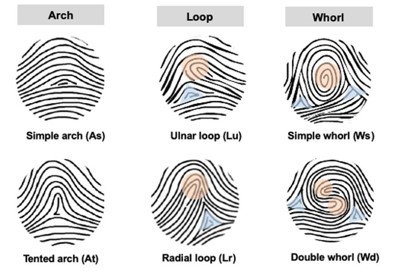 Arch
Loop
Whorl
Simple arch (As)
Ulnar loop (Lu)
Simple whorl (Ws)
Tented arch (At)
Radial loop (Lr)
Double whorl (Wd)